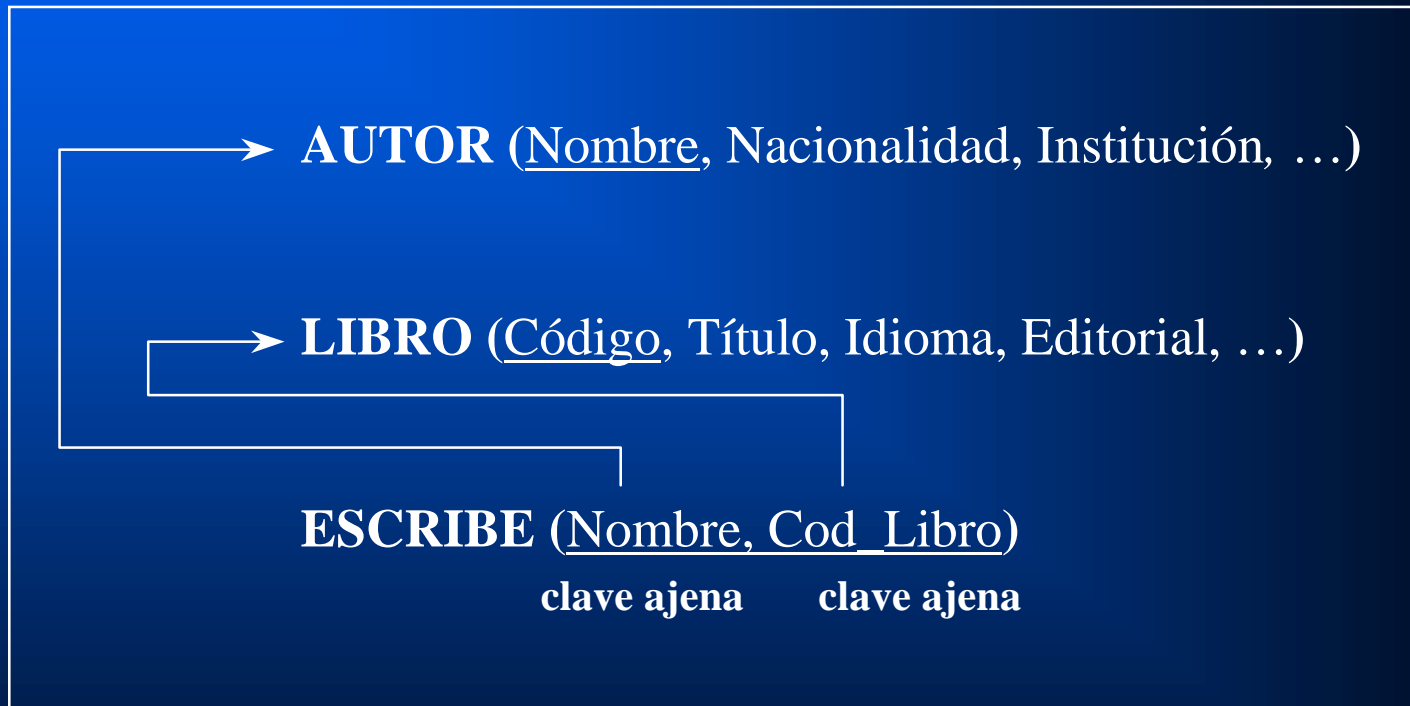 AUTOR (Nombre, Nacionalidad, Institución, …)
LIBRO (Código, Título, Idioma, Editorial, …)
ESCRIBE (Nombre, Cod_Libro)
clave ajena clave ajena